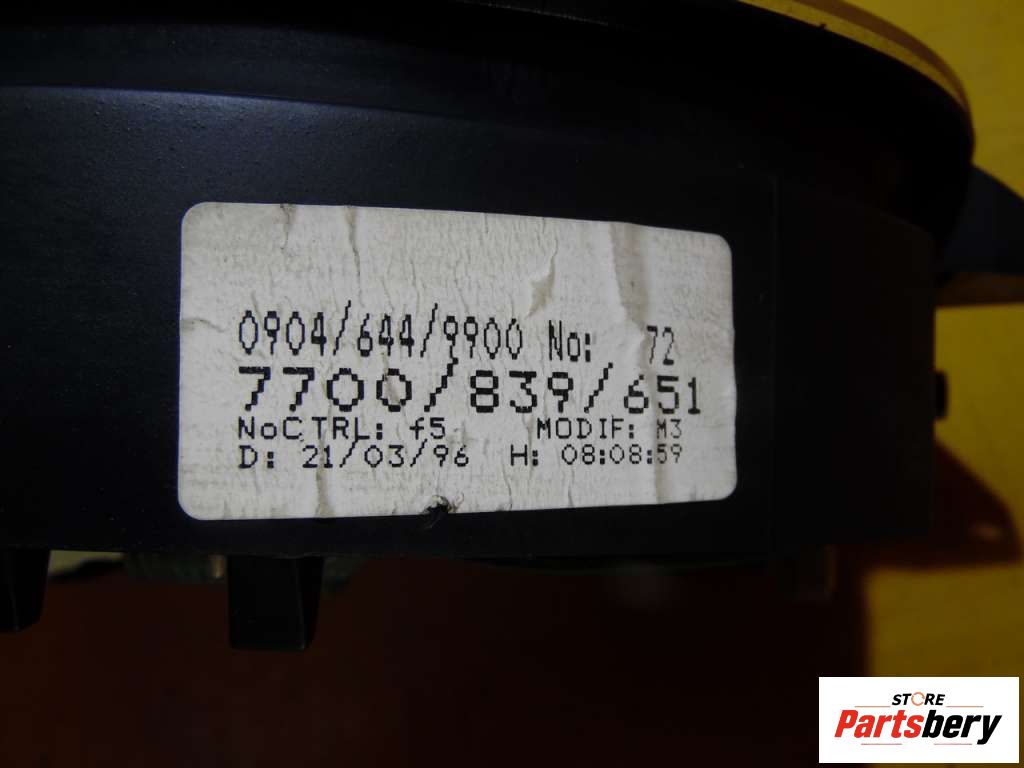 0904/644/9900 No: 72
7700/839/651
NoCTRL: f5 MODIF: M3
D: 21/03/96 H: 08:08:59
STORE
Partsbery